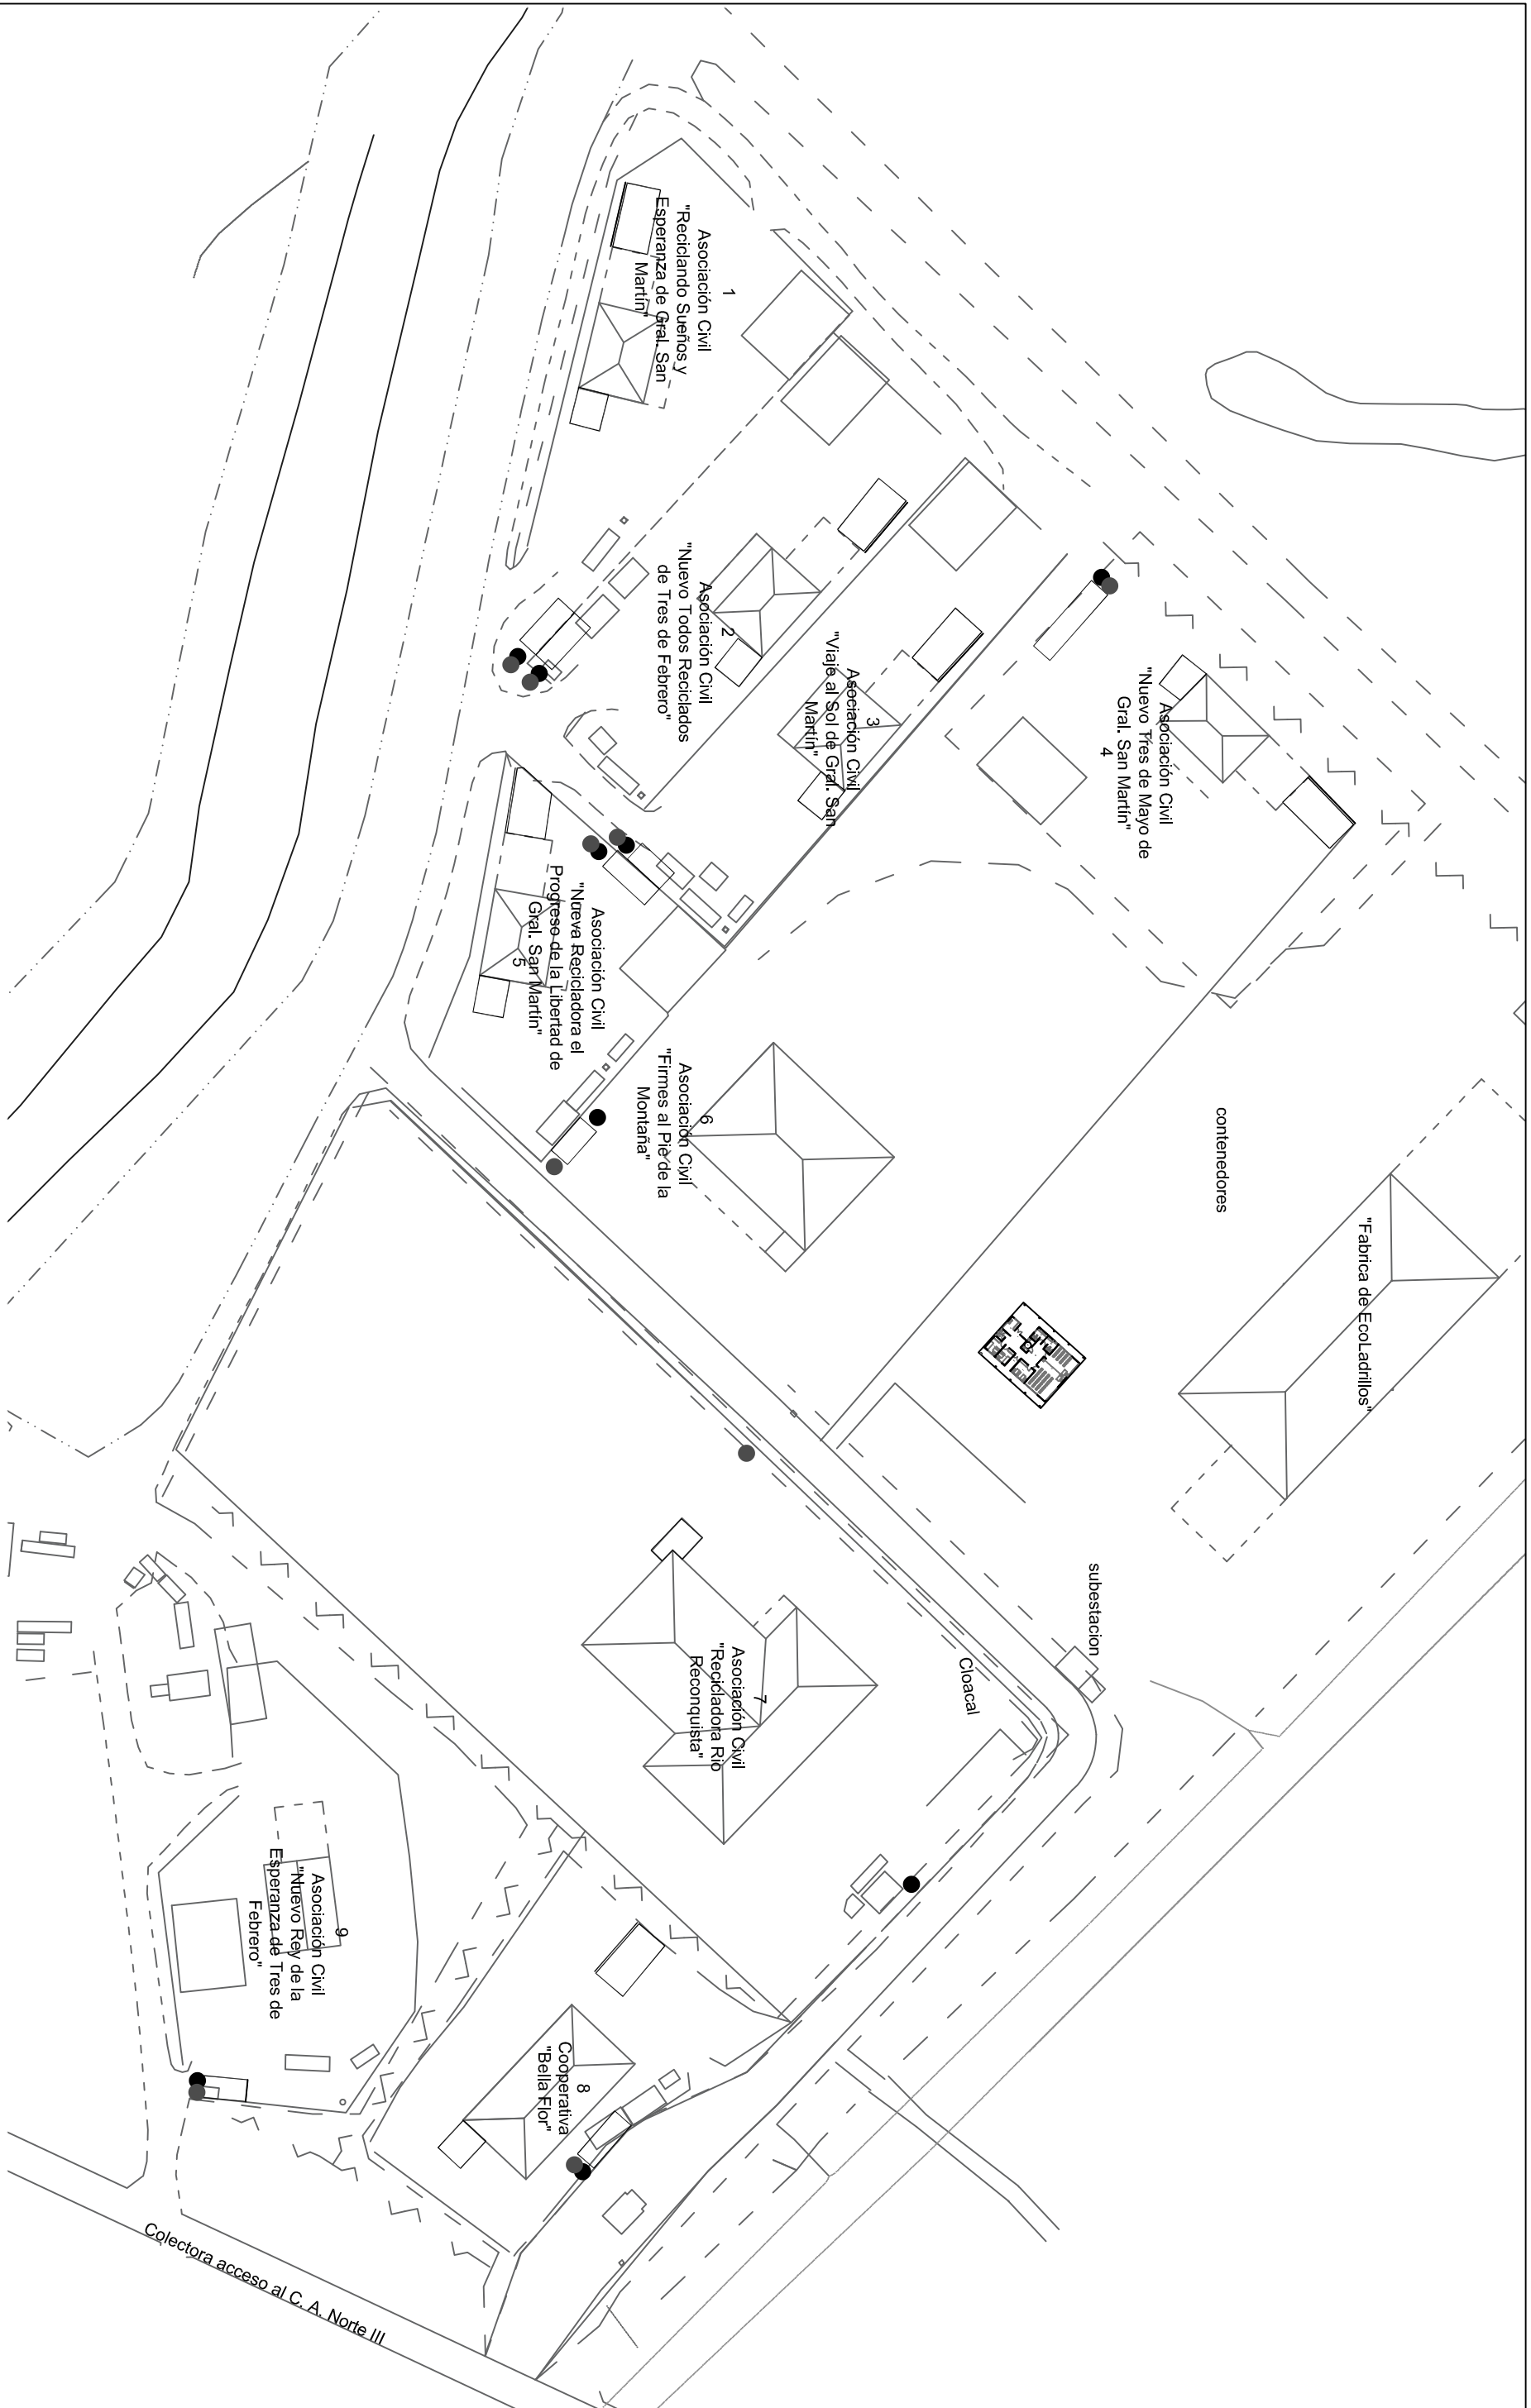 1
Asociación Civil
"Reciclando Sueños y
Esperanza de Gral. San
Martín"
2
Asociación Civil
"Nuevo Todos Reciclados
de Tres de Febrero"
3
Asociación Civil
"Viaje al Sol de Gral. San
Martín"
Asociación Civil
"Nuevo Tres de Mayo de
Gral. San Martín"
4
Asociación Civil
"Nueva Recicladora el
Progreso de la Libertad de
Gral. San Martín"
5
6
Asociación Civil
"Firmes al Pie de la
Montaña"
contenedores
"Fabrica de EcoLadrillos"
subestacion
Cloacal
7
Asociación Civil
"Recicladora Rio
Reconquista"
8
Cooperativa
"Bella Flor"
9
Asociación Civil
"Nuevo Rey de la
Esperanza de Tres de
Febrero"
Colectora acceso al C. A. Norte III